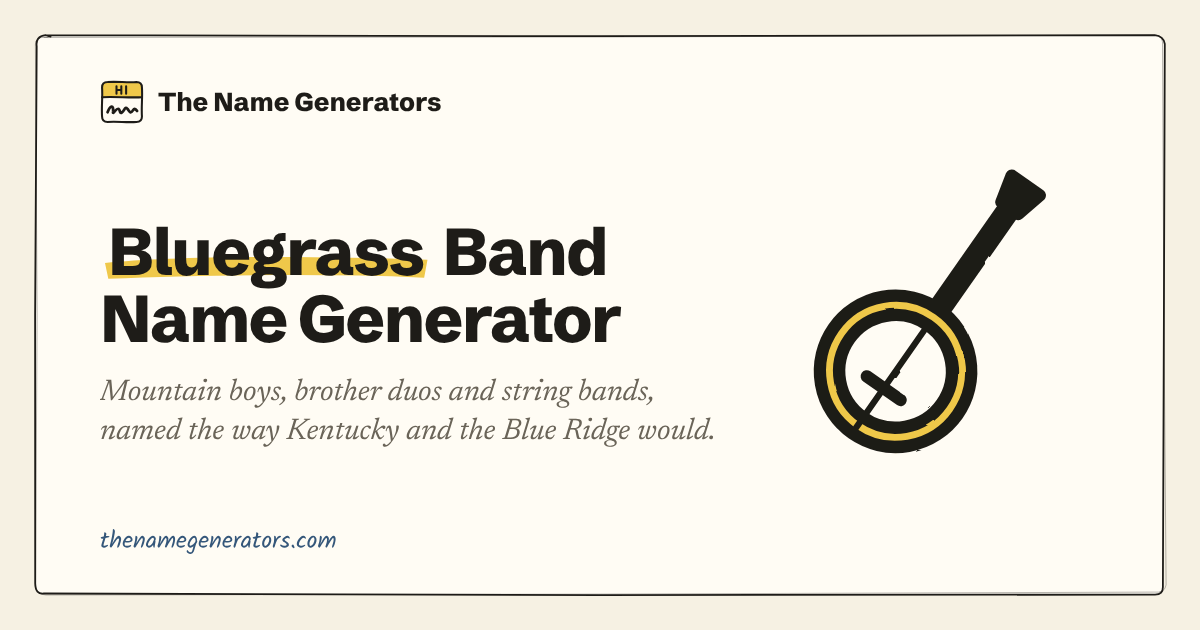 HI
The Name Generators
Bluegrass Band
Name Generator
Mountain boys, brother duos and string bands,
named the way Kentucky and the Blue Ridge would.
thenamegenerators.com